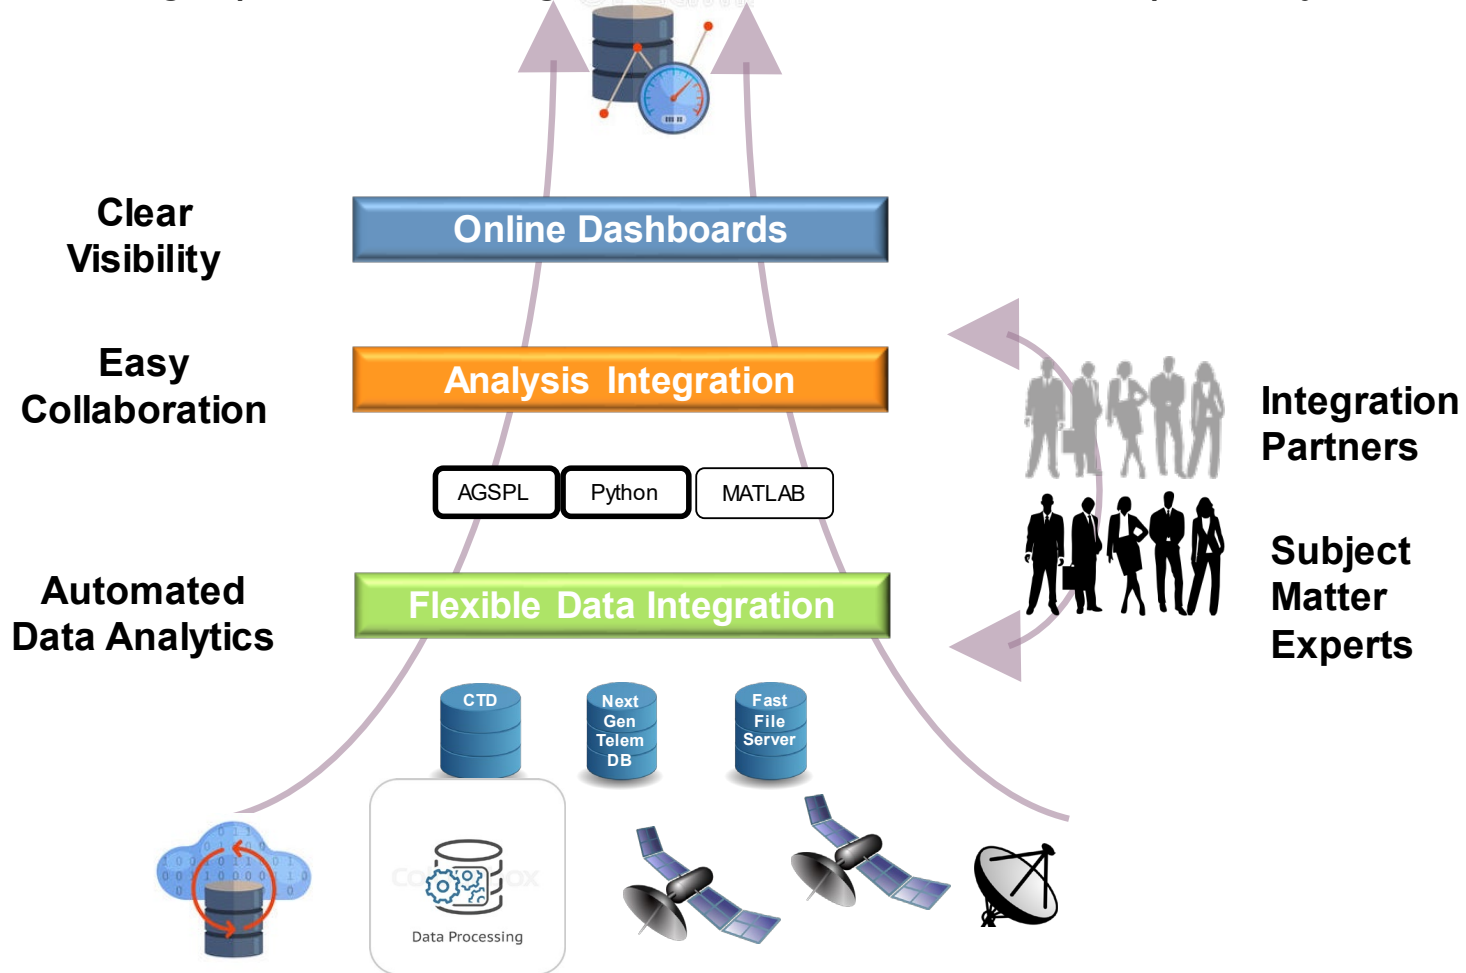 Clear
Visibility
Online Dashboards
Easy
Collaboration
Analysis Integration
Integration
Partners
AGSPL
Python
MATLAB
Subject
Matter
Experts
Automated
Data Analytics
Flexible Data Integration
CTD
Next
Gen
Telem
DB
Fast
File
Server
Data Processing